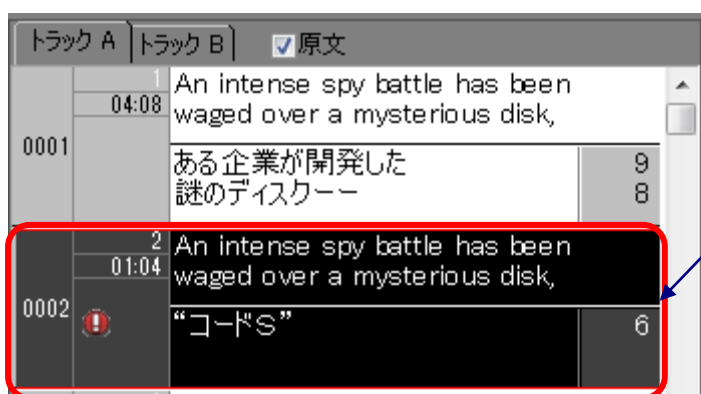 トラック A トラック B 原文
1
04:08
An intense spy battle has been
waged over a mysterious disk,
0001
ある企業が開発した 9
謎のディスクーー 8
2
01:04
An intense spy battle has been
waged over a mysterious disk,
0002
“コードS” 6